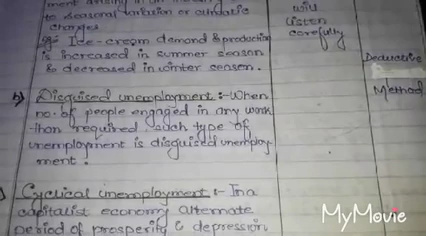 to seasonal variation or climatic
changes.
eg:- Ice-cream demand & production
is increased in summer season
& decreased in winter season.
will
listen
carefully
Deductive
Method
Disguised unemployment :- When
no. of people engaged in any work
than required such type of
unemployment is disguised unemploy-
ment.
Cyclical unemployment :- In a
capitalist economy alternate
period of prosperity & depression
MyMovie